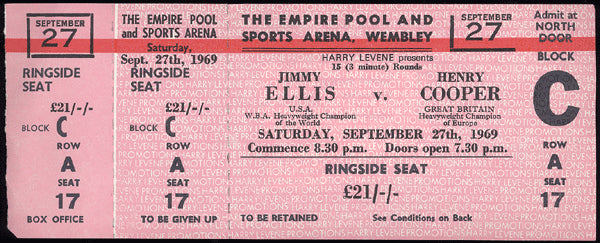 SEPTEMBER
27
RINGSIDE
SEAT
£21/-/-
BLOCK C
ROW
A
SEAT
17
BOX OFFICE
THE EMPIRE POOL
and SPORTS ARENA
Saturday,
Sept. 27th, 1969
RINGSIDE
SEAT
£21/-/-
BLOCK C
ROW
A
SEAT
17
TO BE GIVEN UP
THE EMPIRE POOL AND
SPORTS ARENA, WEMBLEY
HARRY LEVENE presents
15 (3 minute) Rounds
JIMMY HENRY
ELLIS v. COOPER
U.S.A. GREAT BRITAIN
W.B.A. Heavyweight Champion Heavyweight Champion
of the World of Europe
SATURDAY, SEPTEMBER 27th, 1969
Commence 8.30 p.m. Doors open 7.30 p.m.
RINGSIDE SEAT
£21/-/-
TO BE RETAINED See Conditions on Back
SEPTEMBER
27
Admit at
NORTH
DOOR
BLOCK
C
ROW
A
SEAT
17
HARRY LEVENE PROMOTIONS